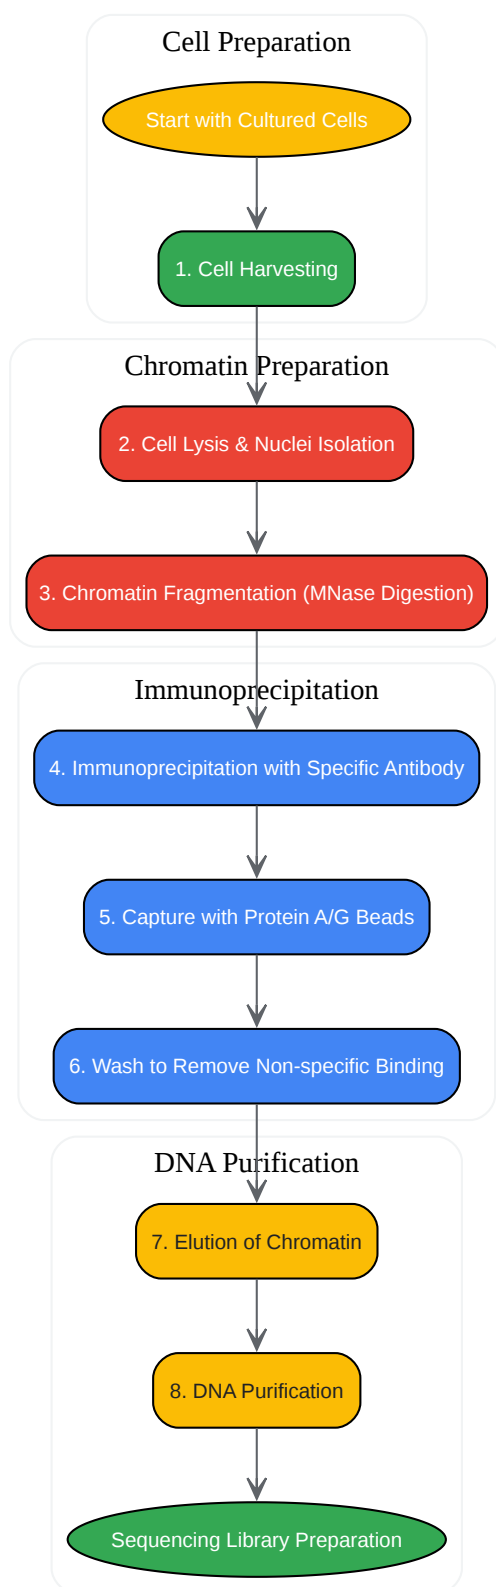 Cell Preparation
Start with Cultured Cells
1. Cell Harvesting
Chromatin Preparation
2. Cell Lysis & Nuclei Isolation
3. Chromatin Fragmentation (MNase Digestion)
Immunoprecipitation
4. Immunoprecipitation with Specific Antibody
5. Capture with Protein A/G Beads
6. Wash to Remove Non-specific Binding
DNA Purification
7. Elution of Chromatin
8. DNA Purification
Sequencing Library Preparation